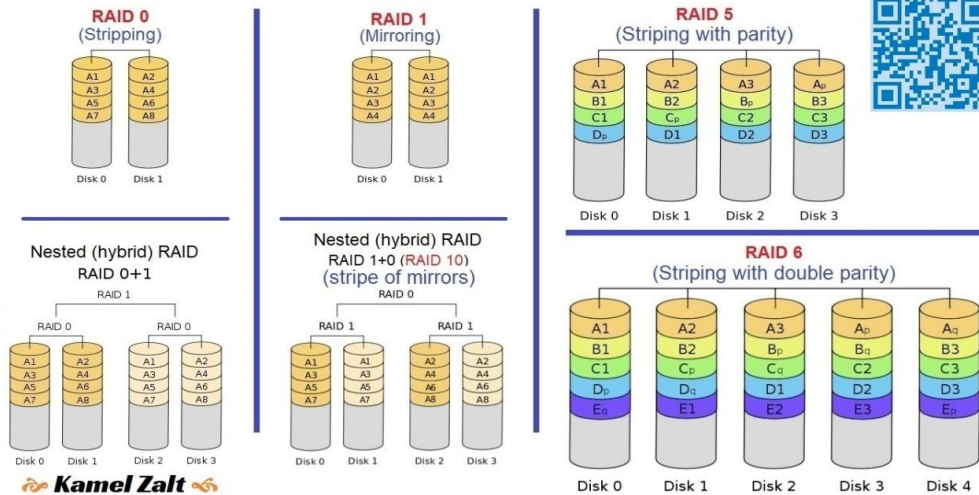 RAID 0
(Stripping)
A1 A2
A3 A4
A5 A6
A7 A8
Disk 0 Disk 1
RAID 1
(Mirroring)
A1 A1
A2 A2
A3 A3
A4 A4
Disk 0 Disk 1
RAID 5
(Striping with parity)
A1 A2 A3 Ap
B1 B2 Bp B3
C1 Cp C2 C3
Dp D1 D2 D3
Disk 0 Disk 1 Disk 2 Disk 3
Nested (hybrid) RAID
RAID 0+1
RAID 1
RAID 0 RAID 0
A1 A2 A1 A2
A3 A4 A3 A4
A5 A6 A5 A6
A7 A8 A7 A8
Disk 0 Disk 1 Disk 2 Disk 3
Kamel Zalt
Nested (hybrid) RAID
RAID 1+0 (RAID 10)
(stripe of mirrors)
RAID 0
RAID 1 RAID 1
A1 A1 A2 A2
A3 A3 A4 A4
A5 A5 A6 A6
A7 A7 A8 A8
Disk 0 Disk 1 Disk 2 Disk 3
RAID 6
(Striping with double parity)
A1 A2 A3 Ap Aq
B1 B2 Bp Bq B3
C1 Cp Cq C2 C3
Dp Dq D1 D2 D3
Eq E1 E2 E3 Ep
Disk 0 Disk 1 Disk 2 Disk 3 Disk 4